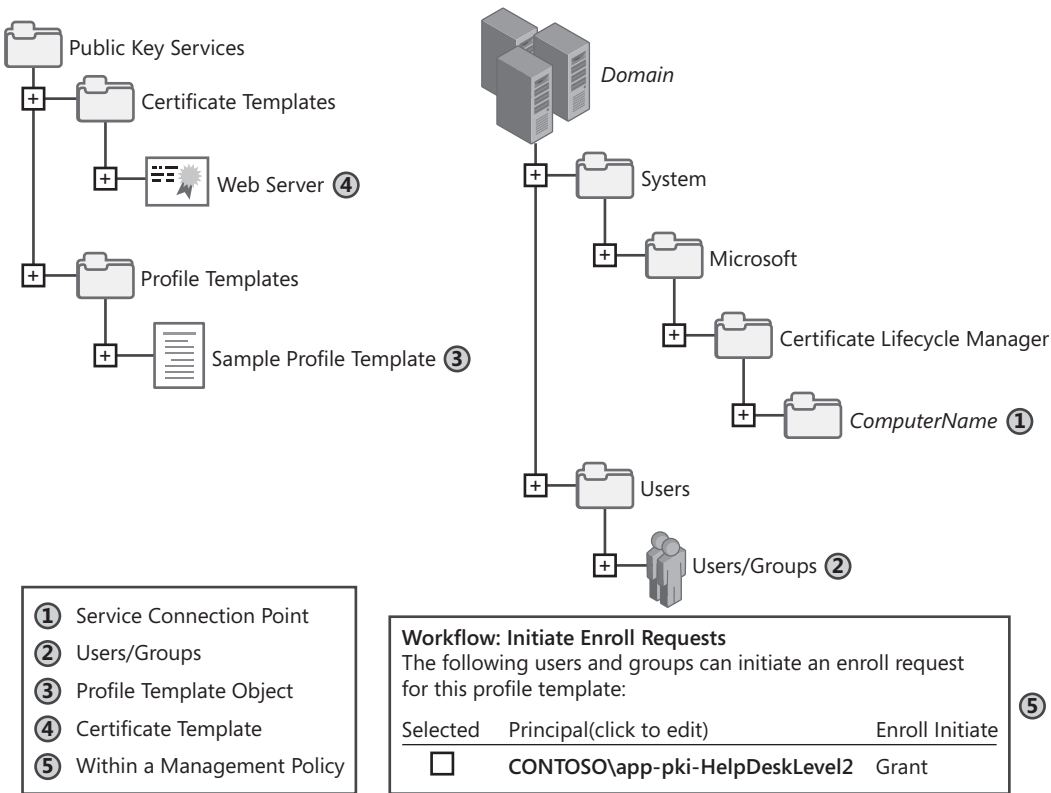 Public Key Services
Certificate Templates
Web Server 4
Profile Templates
Sample Profile Template 3
Domain
System
Microsoft
Certificate Lifecycle Manager
ComputerName 1
Users
Users/Groups 2
1 Service Connection Point
2 Users/Groups
3 Profile Template Object
4 Certificate Template
5 Within a Management Policy
Workflow: Initiate Enroll Requests
The following users and groups can initiate an enroll request
for this profile template:
Selected Principal(click to edit) Enroll Initiate
CONTOSO\app-pki-HelpDeskLevel2 Grant
5